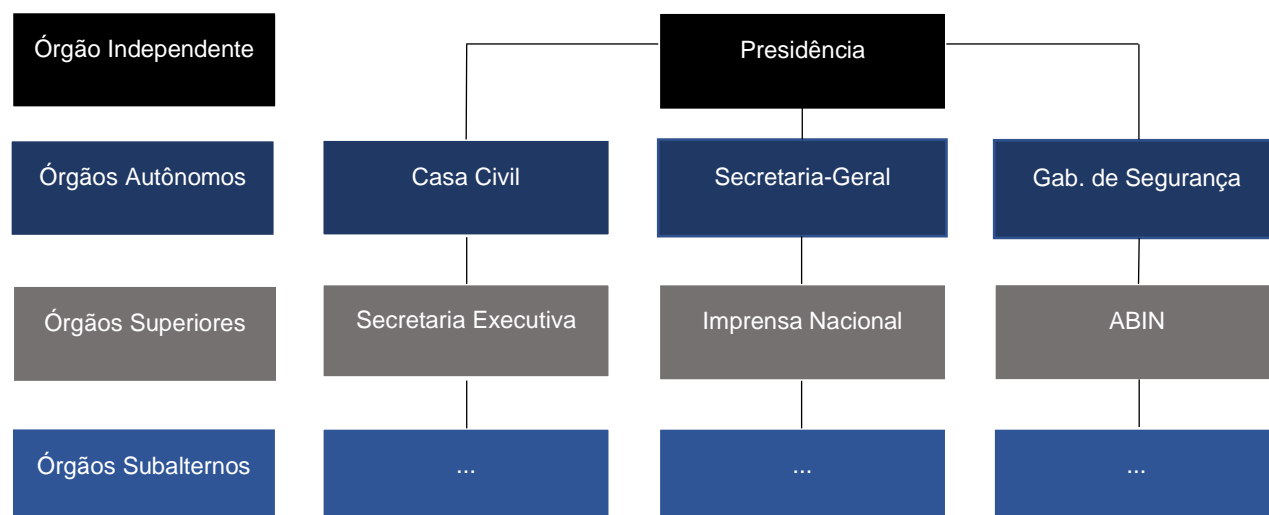 Órgão Independente
Presidência
Órgãos Autônomos
Casa Civil
Secretaria-Geral
Gab. de Segurança
Órgãos Superiores
Secretaria Executiva
Imprensa Nacional
ABIN
Órgãos Subalternos
...
...
...